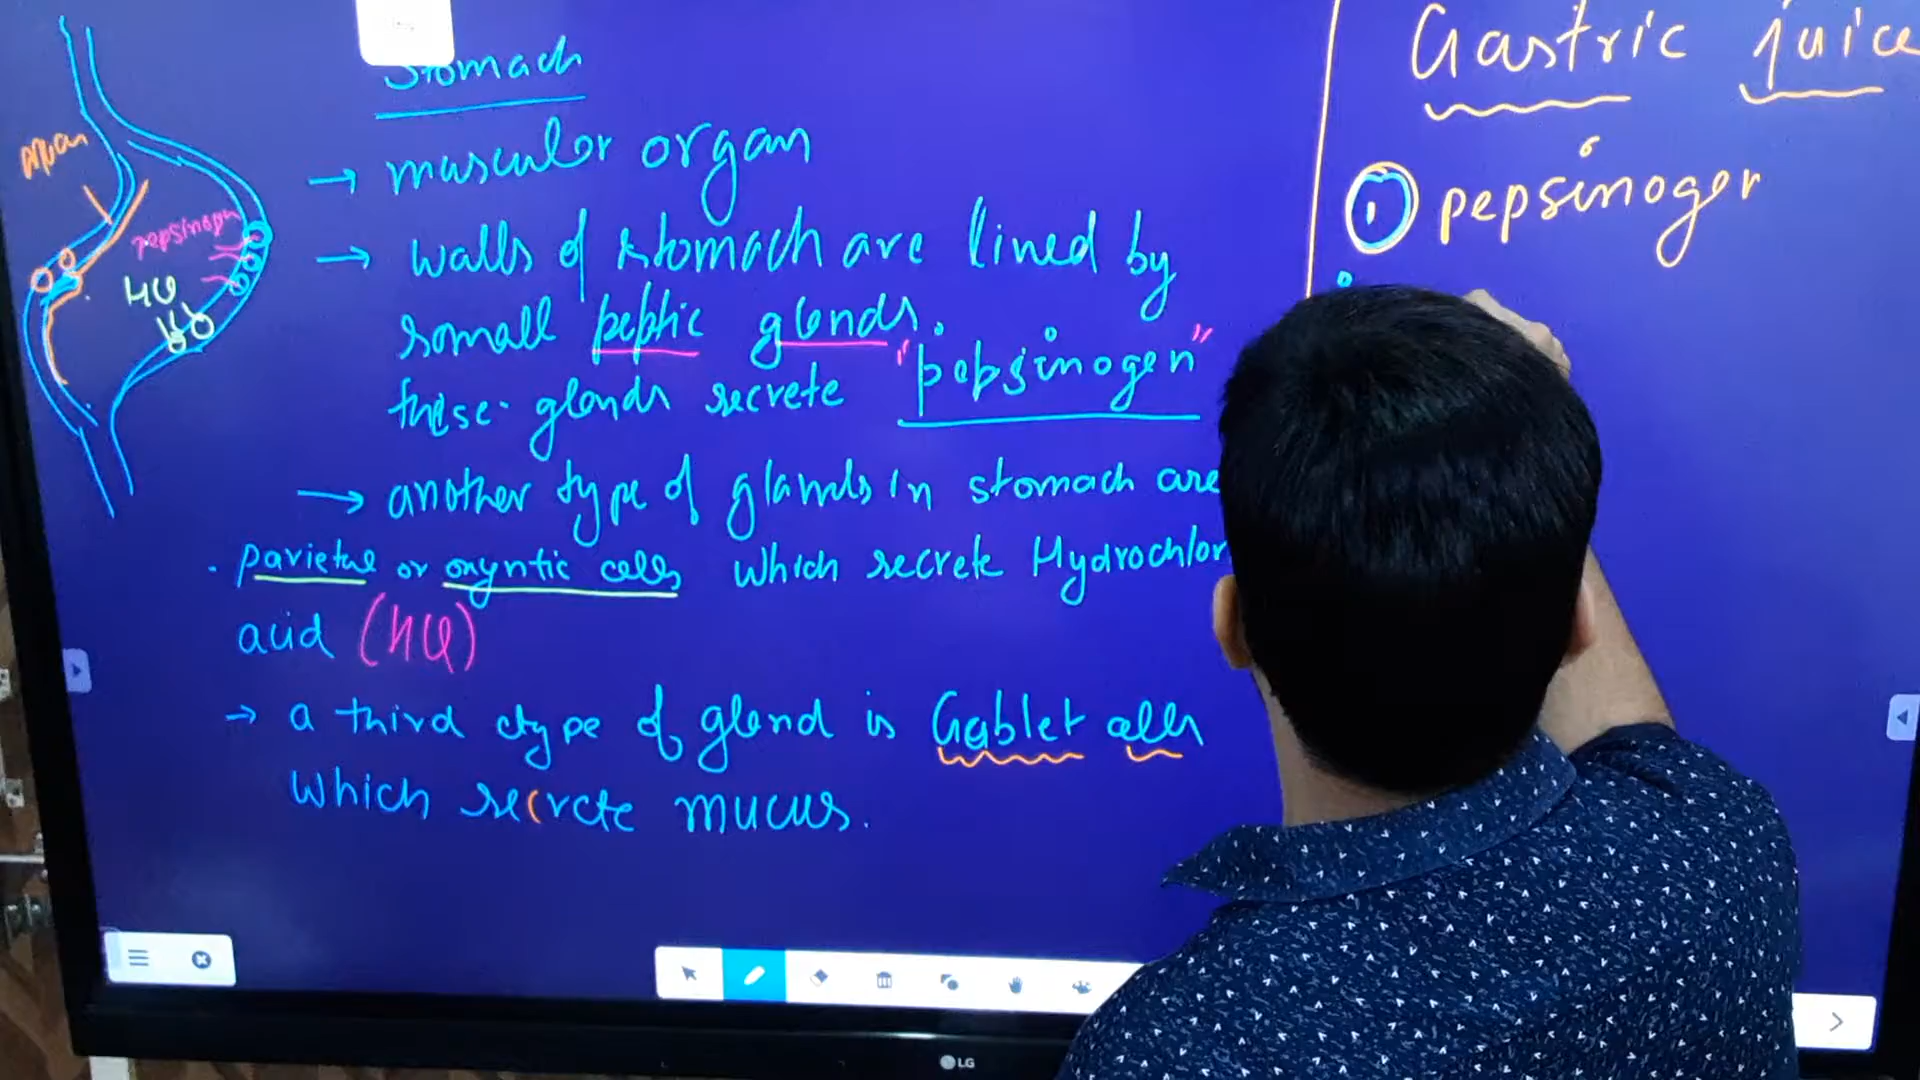 Stomach
→ muscular organ
→ walls of stomach are lined by
small peptic glands.
these glands secrete "pepsinogen"
→ another type of glands in stomach are
. parietal or oxyntic cells which secrete Hydrochlor
acid (HCl)
→ a third type of gland is Goblet cells
which secrete mucus.
pepsinogen
HCl
Gastric juice
1 pepsinogen
LG